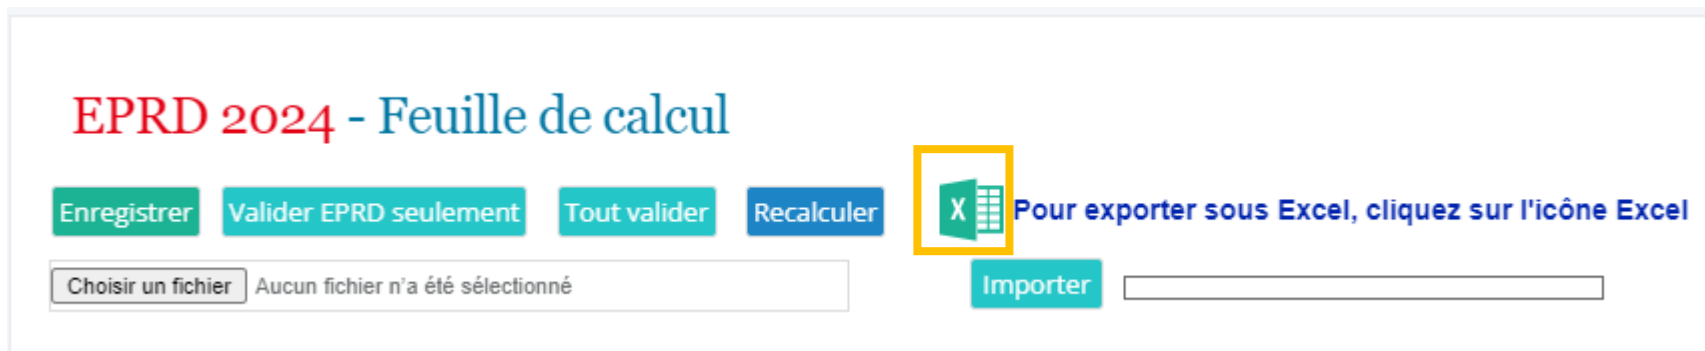 EPRD 2024 - Feuille de calcul
Enregistrer Valider EPRD seulement Tout valider Recalculer X Pour exporter sous Excel, cliquez sur l'icône Excel
Choisir un fichier Aucun fichier n'a été sélectionné Importer